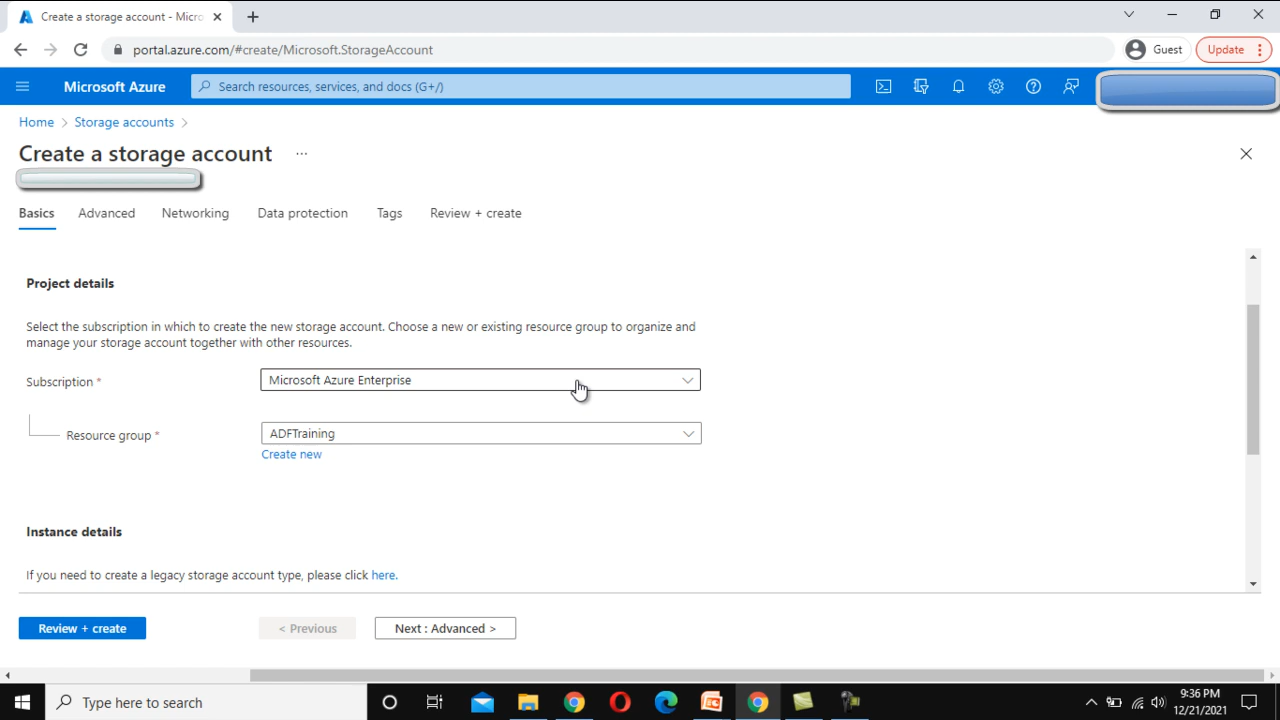 Create a storage account - Micro
portal.azure.com/#create/Microsoft.StorageAccount
Guest
Update
Microsoft Azure
Search resources, services, and docs (G+/)
Home > Storage accounts >
Create a storage account ...
Basics
Advanced
Networking
Data protection
Tags
Review + create
Project details
Select the subscription in which to create the new storage account. Choose a new or existing resource group to organize and
manage your storage account together with other resources.
Subscription *
Microsoft Azure Enterprise
Resource group *
ADFTraining
Create new
Instance details
If you need to create a legacy storage account type, please click here.
Review + create
< Previous
Next : Advanced >
Type here to search
9:36 PM
12/21/2021